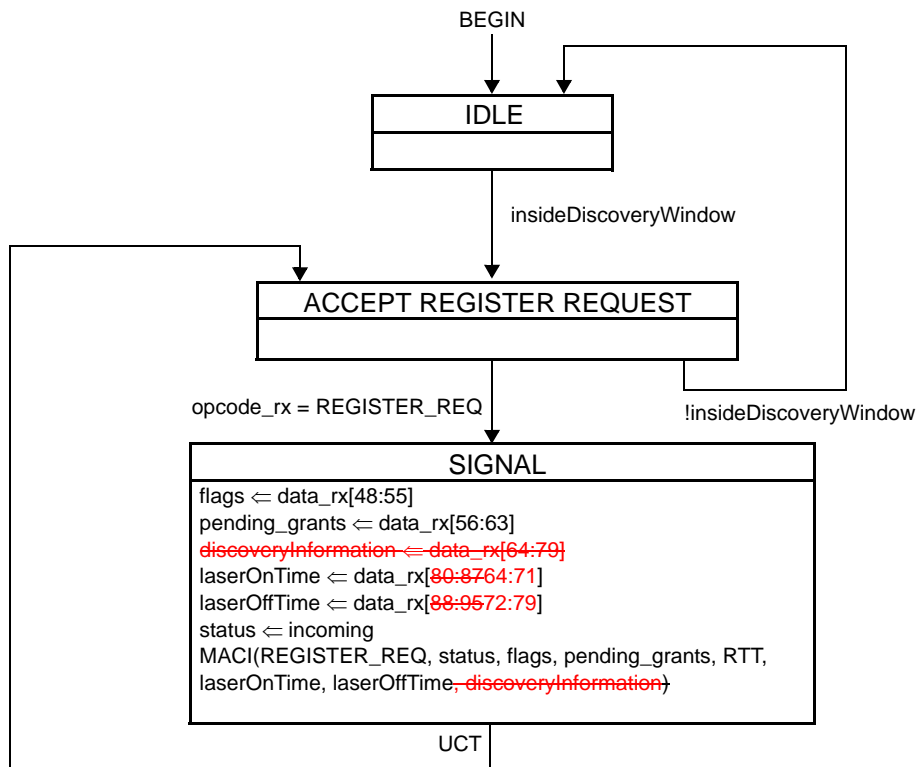 BEGIN
IDLE
insideDiscoveryWindow
ACCEPT REGISTER REQUEST
opcode_rx = REGISTER_REQ
!insideDiscoveryWindow
SIGNAL
flags ⇐ data_rx[48:55]
pending_grants ⇐ data_rx[56:63]
discoveryInformation ⇐ data_rx[64:79]
laserOnTime ⇐ data_rx[80:8764:71]
laserOffTime ⇐ data_rx[88:9572:79]
status ⇐ incoming
MACI(REGISTER_REQ, status, flags, pending_grants, RTT,
laserOnTime, laserOffTime, discoveryInformation)
UCT